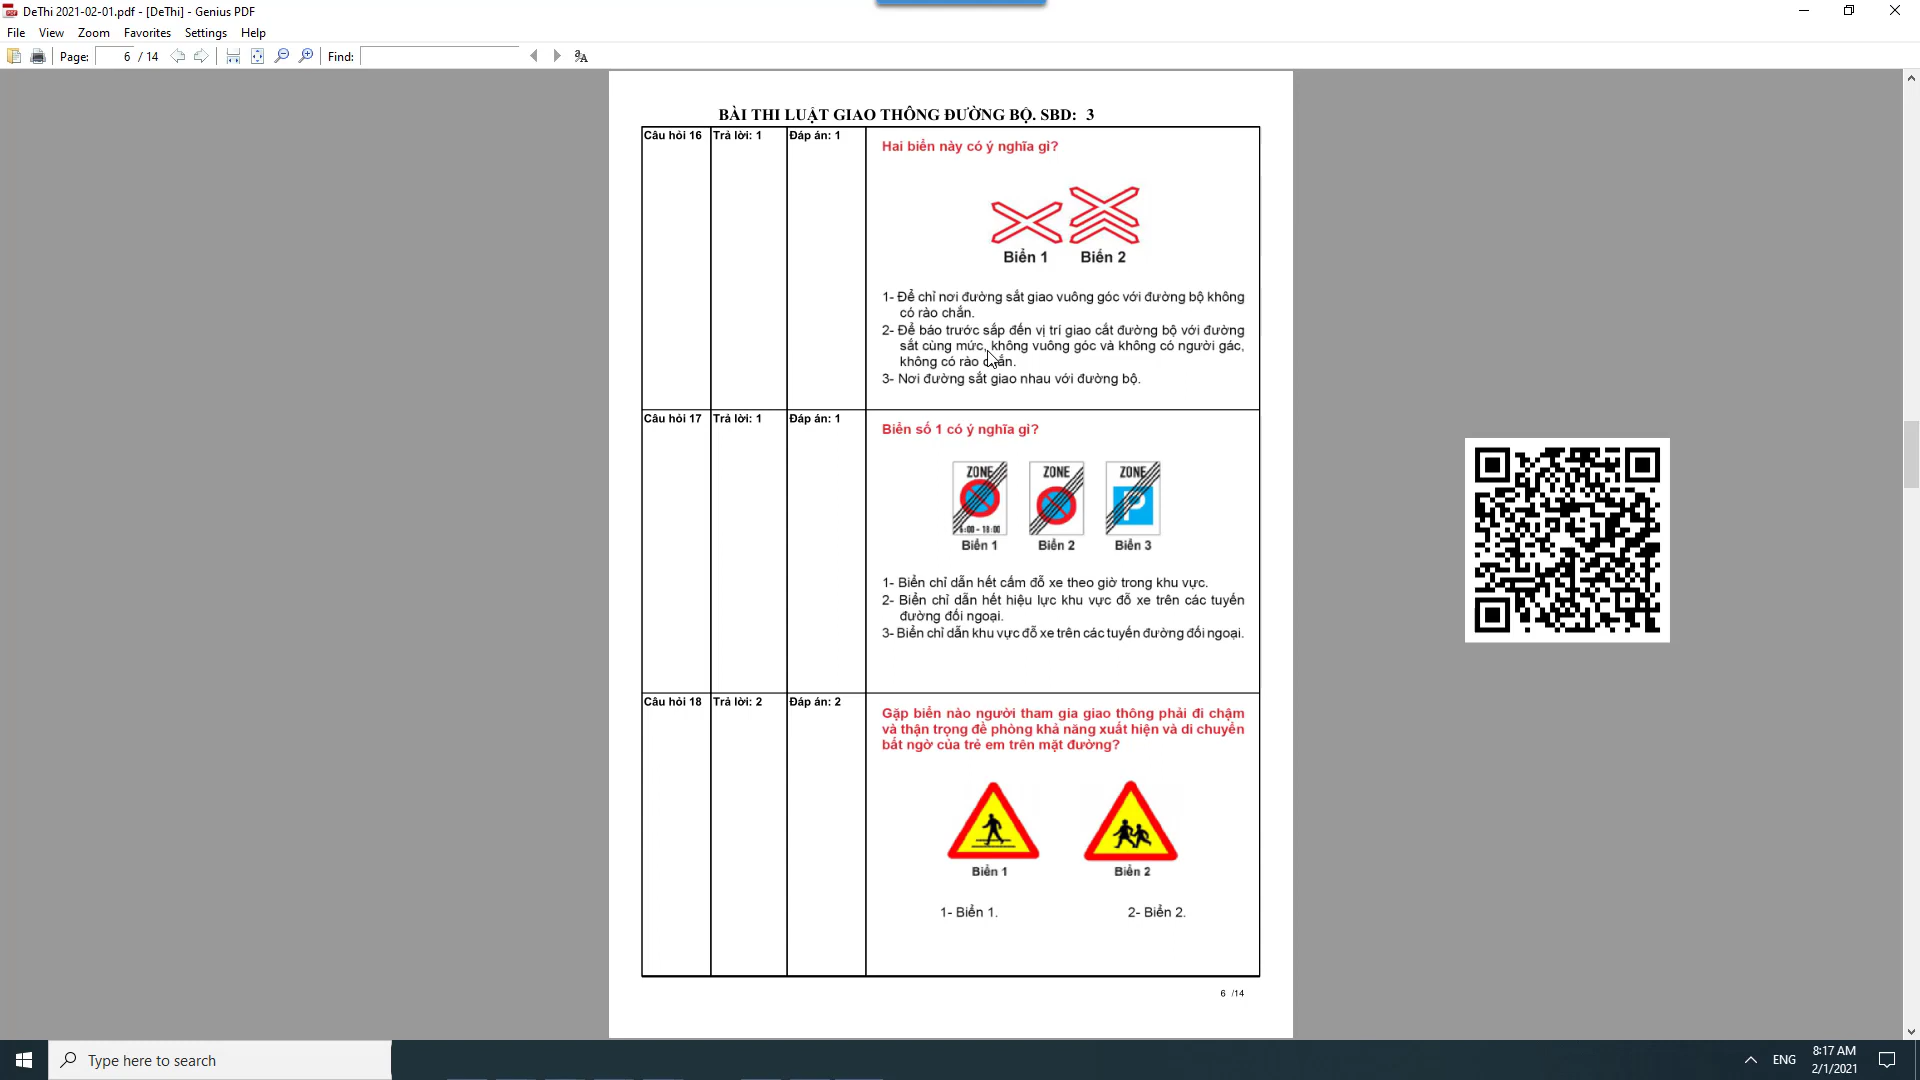 DeThi 2021-02-01.pdf - [DeThi] - Genius PDF
File View Zoom Favorites Settings Help
Page: 6 / 14 Find:
BÀI THI LUẬT GIAO THÔNG ĐƯỜNG BỘ. SBD: 3
Câu hỏi 16 Trả lời: 1 Đáp án: 1
Hai biển này có ý nghĩa gì?
Biển 1 Biển 2
1- Để chỉ nơi đường sắt giao vuông góc với đường bộ không
có rào chắn.
2- Để báo trước sắp đến vị trí giao cắt đường bộ với đường
sắt cùng mức, không vuông góc và không có người gác,
không có rào chắn.
3- Nơi đường sắt giao nhau với đường bộ.
Câu hỏi 17 Trả lời: 1 Đáp án: 1
Biển số 1 có ý nghĩa gì?
ZONE ZONE ZONE
P
8:00 - 18:00
Biển 1 Biển 2 Biển 3
1- Biển chỉ dẫn hết cấm đỗ xe theo giờ trong khu vực.
2- Biển chỉ dẫn hết hiệu lực khu vực đỗ xe trên các tuyến
đường đối ngoại.
3- Biển chỉ dẫn khu vực đỗ xe trên các tuyến đường đối ngoại.
Câu hỏi 18 Trả lời: 2 Đáp án: 2
Gặp biển nào người tham gia giao thông phải đi chậm
và thận trọng đề phòng khả năng xuất hiện và di chuyển
bất ngờ của trẻ em trên mặt đường?
Biển 1 Biển 2
1- Biển 1. 2- Biển 2.
6 /14
Type here to search
ENG
8:17 AM
2/1/2021